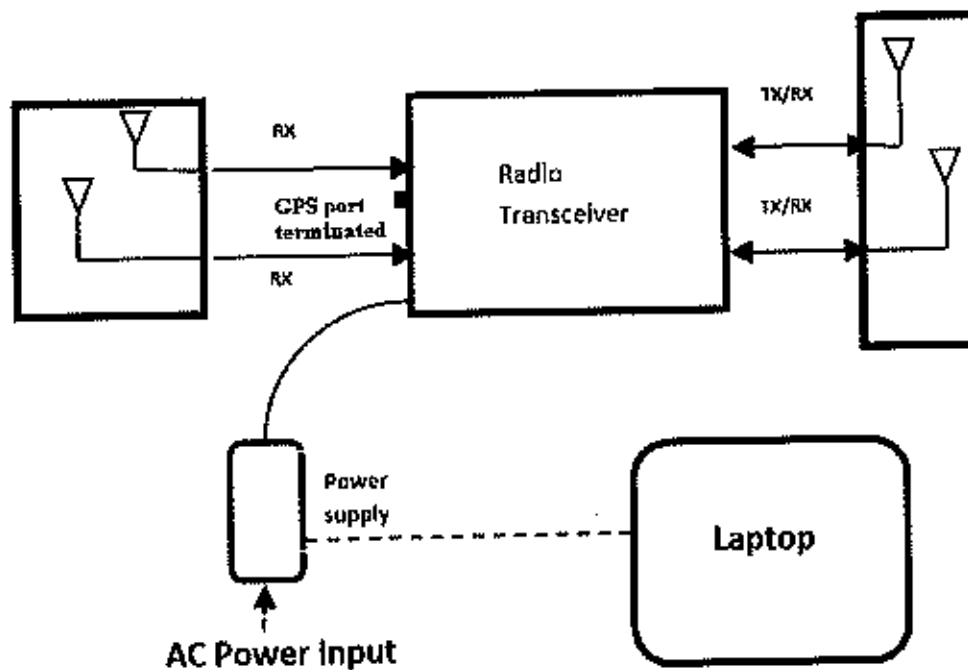 TX/RX
RX
Radio
Transceiver
GPS port
terminated
TX/RX
RX
Power
supply
Laptop
AC Power input